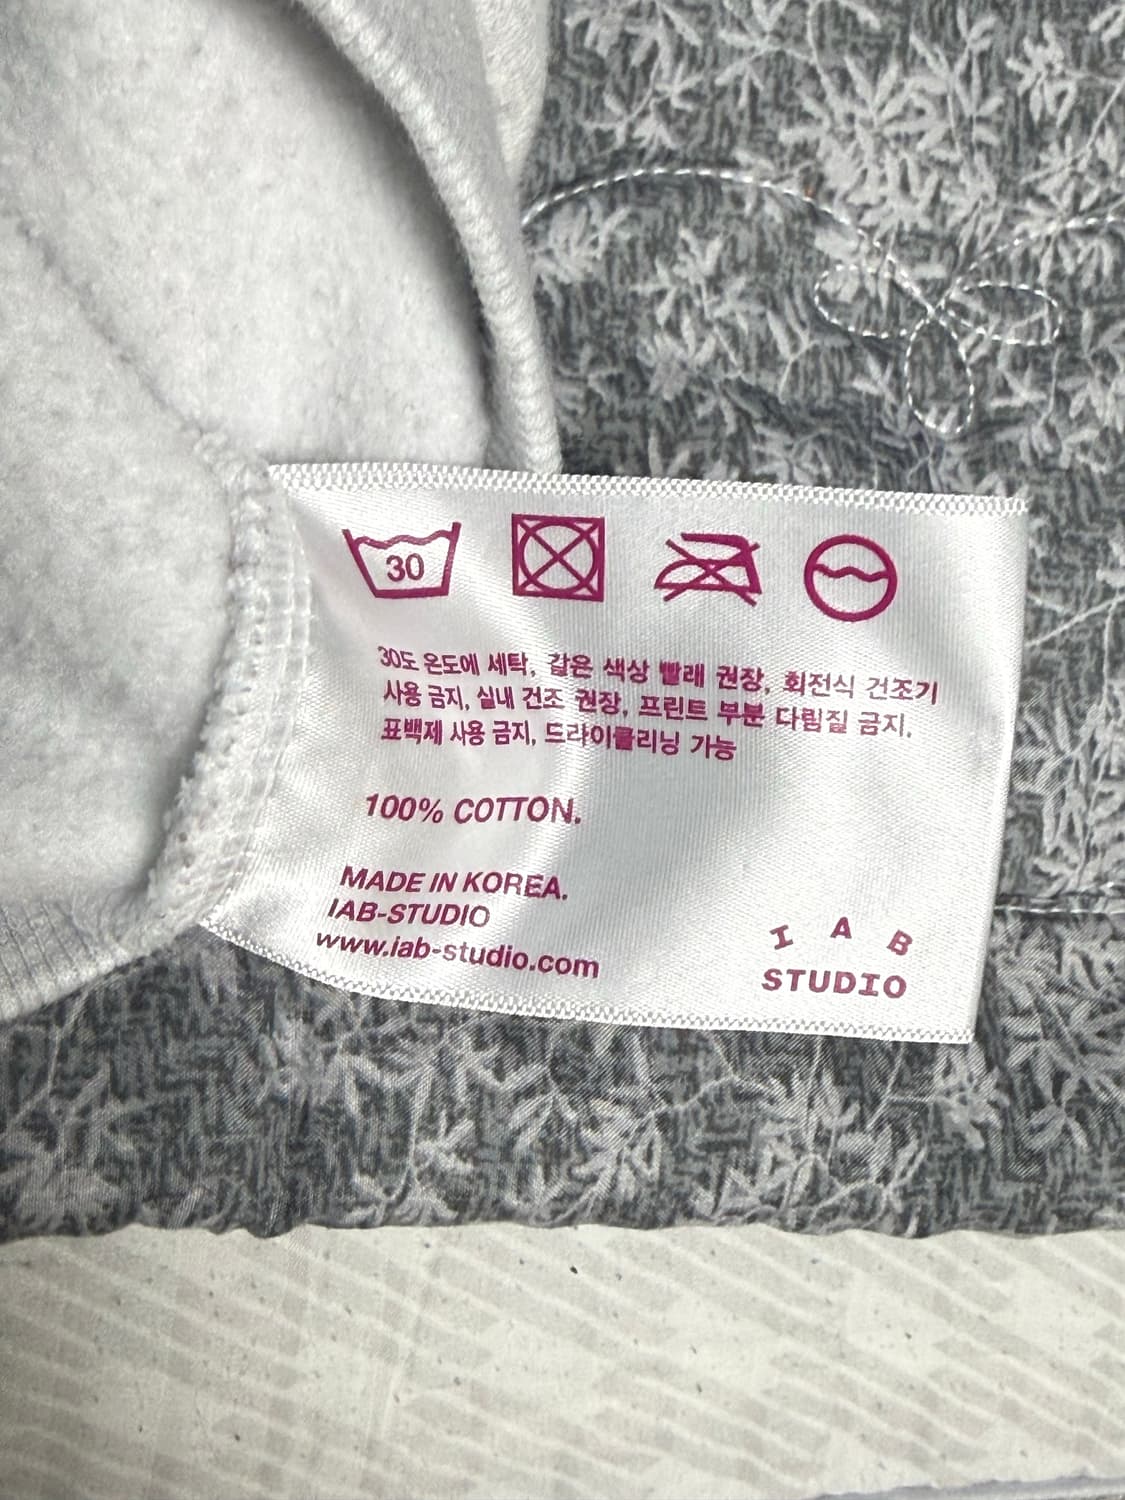 30
30도 온도에 세탁, 같은 색상 빨래 권장, 회전식 건조기
사용 금지, 실내 건조 권장, 프린트 부분 다림질 금지,
표백제 사용 금지, 드라이클리닝 가능
100% COTTON.
MADE IN KOREA.
IAB-STUDIO
www.iab-studio.com
I A B
STUDIO